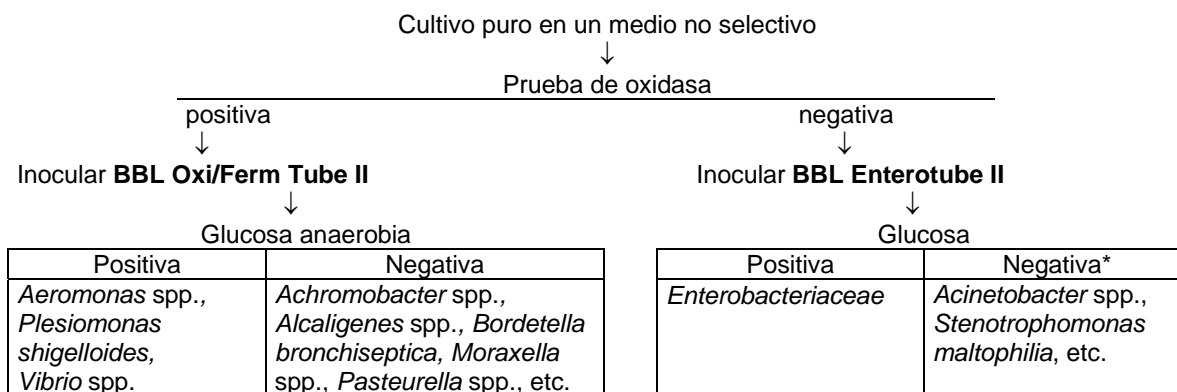 Cultivo puro en un medio no selectivo
↓
Prueba de oxidasa
positiva negativa
↓ ↓
Inocular BBL Oxi/Ferm Tube II Inocular BBL Enterotube II
↓ ↓
Glucosa anaerobia Glucosa
Positiva Negativa Positiva Negativa*
Aeromonas spp., Achromobacter spp., Enterobacteriaceae Acinetobacter spp.,
Plesiomonas Alcaligenes spp., Bordetella Stenotrophomonas
shigelloides, bronchiseptica, Moraxella maltophilia, etc.
Vibrio spp. spp., Pasteurella spp., etc.